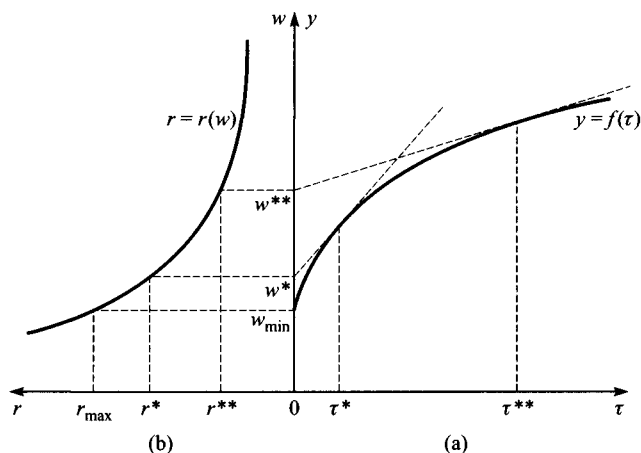 w y
r = r(w)
y = f(τ)
w**
w*
w_min
r r_max r* r** 0 τ* τ** τ
(b) (a)